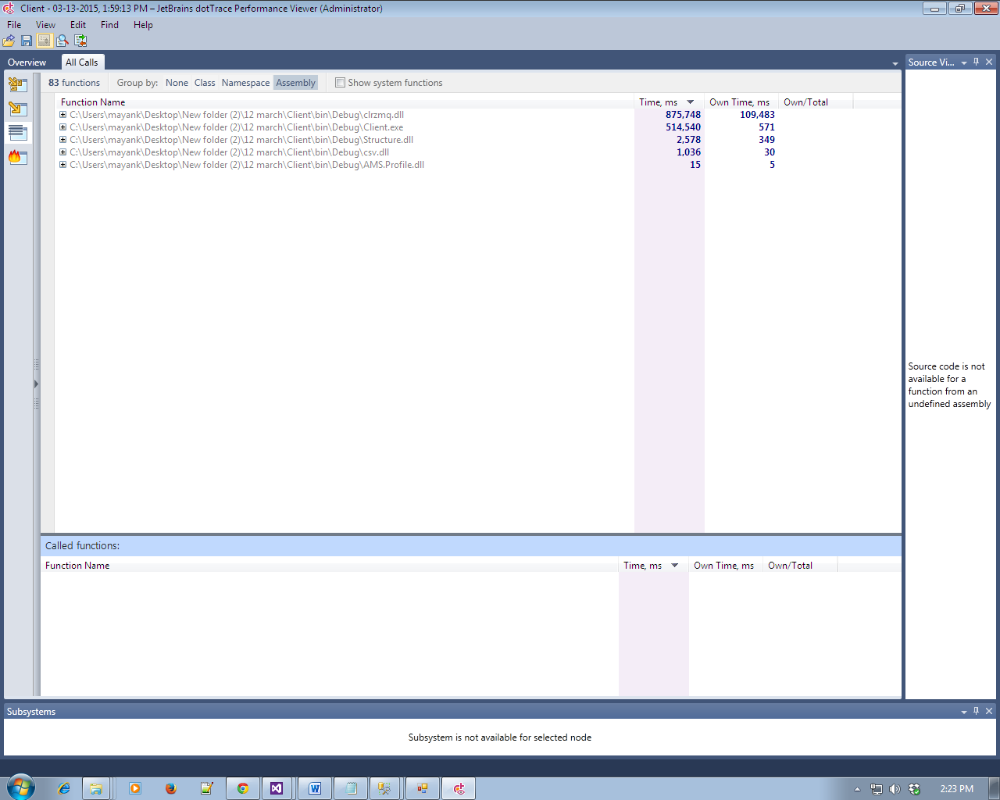 Client - 03-13-2015, 1:59:13 PM – JetBrains dotTrace Performance Viewer (Administrator)
File View Edit Find Help
Overview All Calls Source Vi...
83 functions Group by: None Class Namespace Assembly Show system functions
Function Name Time, ms Own Time, ms Own/Total
C:\Users\mayank\Desktop\New folder (2)\12 march\Client\bin\Debug\clrzmq.dll 875,748 109,483
C:\Users\mayank\Desktop\New folder (2)\12 march\Client\bin\Debug\Client.exe 514,540 571
C:\Users\mayank\Desktop\New folder (2)\12 march\Client\bin\Debug\Structure.dll 2,578 349
C:\Users\mayank\Desktop\New folder (2)\12 march\Client\bin\Debug\csv.dll 1,036 30
C:\Users\mayank\Desktop\New folder (2)\12 march\Client\bin\Debug\AMS.Profile.dll 15 5
Source code is not
available for a
function from an
undefined assembly
Called functions:
Function Name Time, ms Own Time, ms Own/Total
Subsystems
Subsystem is not available for selected node
2:23 PM